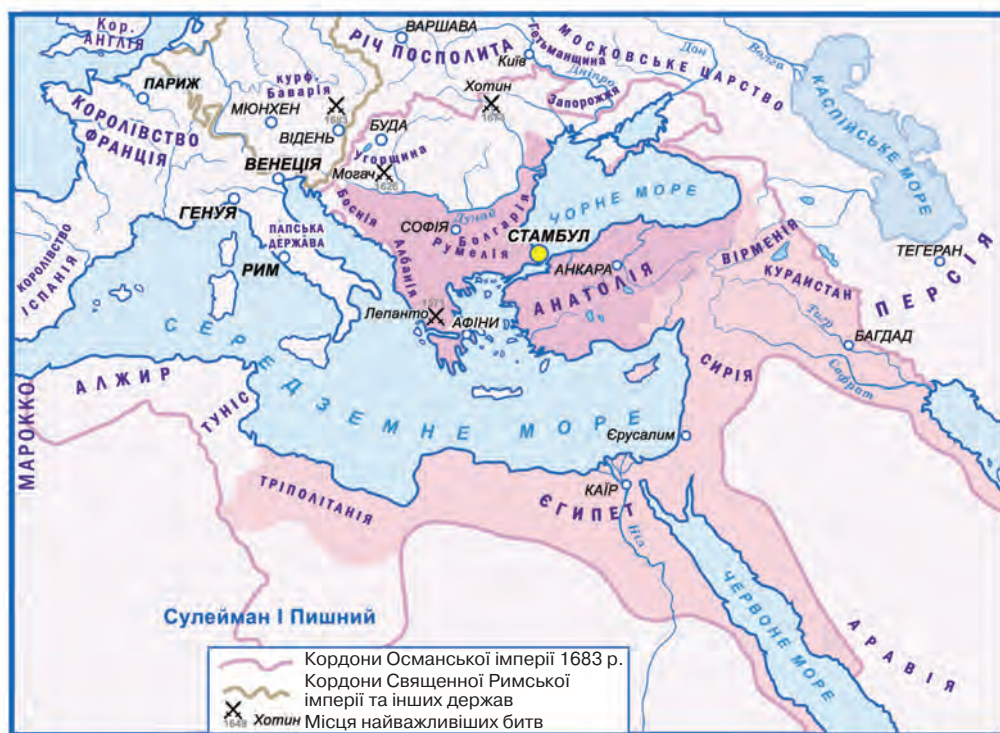 Кор.
АНГЛІЯ
ВАРШАВА
РІЧ ПОСПОЛИТА
Гетьманщина
МОСКОВСЬКЕ ЦАРСТВО
Дон
Волга
Київ
Дніпро
Запорожжя
Хотин
КАСПІЙСЬКЕ МОРЕ
ПАРИЖ
курф.
Баварія
МЮНХЕН
1683
ВІДЕНЬ
БУДА
Угорщина
Могач
1526
КОРОЛІВСТВО
ФРАНЦІЯ
ВЕНЕЦІЯ
ГЕНУЯ
Боснія
ПАПСЬКА
ДЕРЖАВА
РИМ
Албанія
СОФІЯ
Дунай
Болгарія
Румелія
ЧОРНЕ МОРЕ
СТАМБУЛ
АНКАРА
АНАТОЛІЯ
ВІРМЕНІЯ
КУРДИСТАН
ТЕГЕРАН
ПЕРСІЯ
КОРОЛІВСТВО
ІСПАНІЯ
1571
Лепанто
АФІНИ
Тигр
БАГДАД
Євфрат
СИРІЯ
СЕРЕДЗЕМНЕ МОРЕ
МАРОККО
АЛЖИР
ТУНІС
Єрусалим
ТРІПОЛІТАНІЯ
КАЇР
ЄГИПЕТ
Ніл
ЧЕРВОНЕ МОРЕ
АРАВІЯ
Сулейман І Пишний
Кордони Османської імперії 1683 р.
Кордони Священної Римської
імперії та інших держав
1649 Хотин Місця найважливіших битв